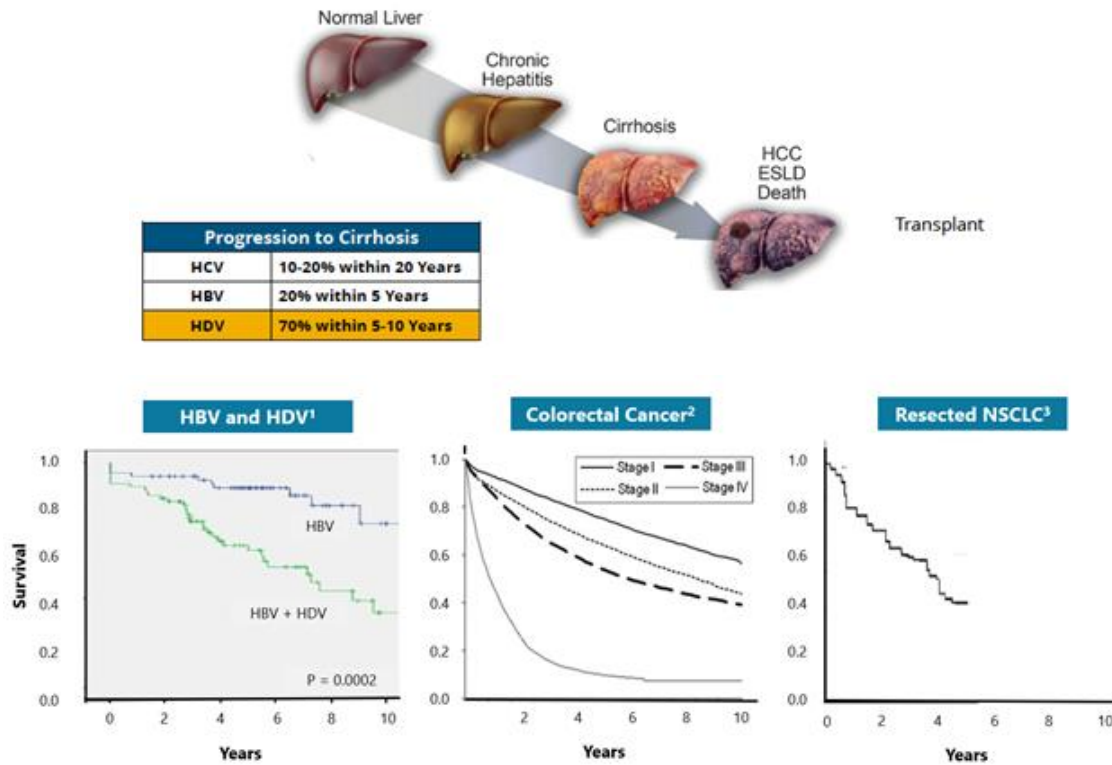 Normal Liver
Chronic
Hepatitis
Cirrhosis
HCC
ESLD
Death
Transplant
Progression to Cirrhosis
HCV 10-20% within 20 Years
HBV 20% within 5 Years
HDV 70% within 5-10 Years
HBV and HDV¹
Survival
1.0
0.8
0.6
0.4
0.2
0.0
HBV
HBV + HDV
P = 0.0002
0 2 4 6 8 10
Years
Colorectal Cancer²
1.0
0.8
0.6
0.4
0.2
0.0
Stage I Stage III
Stage II Stage IV
2 4 6 8 10
Years
Resected NSCLC³
1.0
0.8
0.6
0.4
0.2
0.0
0 2 4 6 8 10
Years